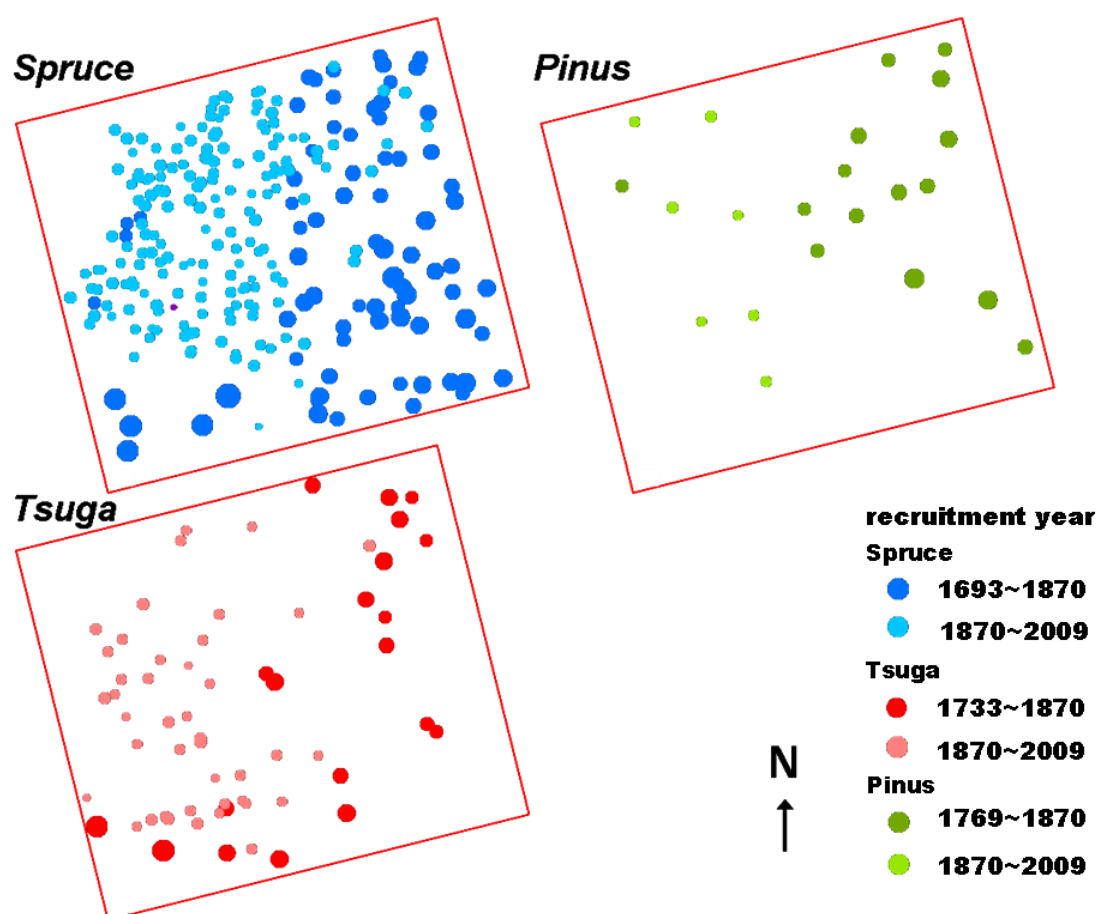 Spruce
Pinus
Tsuga
recruitment year
Spruce
1693~1870
1870~2009
Tsuga
1733~1870
1870~2009
Pinus
1769~1870
1870~2009
N